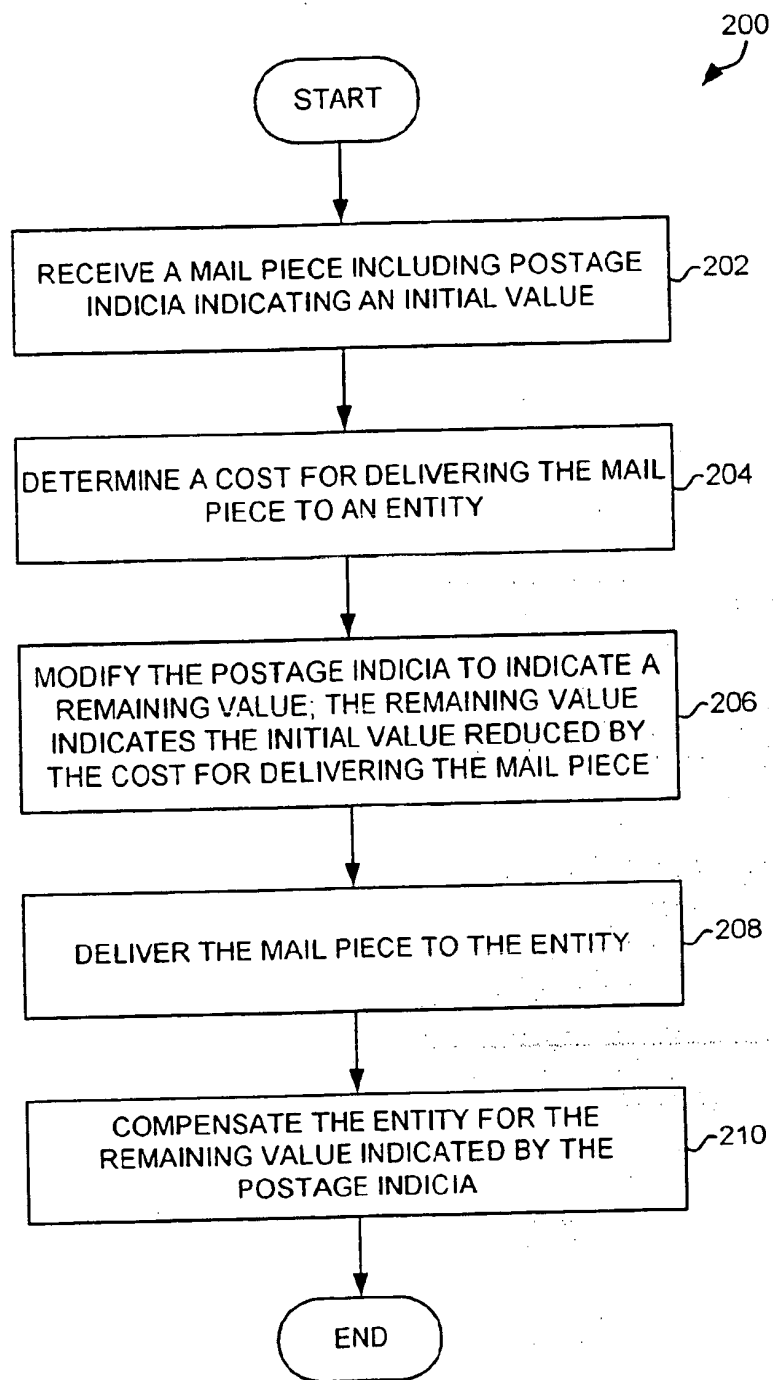 200
START
RECEIVE A MAIL PIECE INCLUDING POSTAGE
INDICIA INDICATING AN INITIAL VALUE
202
DETERMINE A COST FOR DELIVERING THE MAIL
PIECE TO AN ENTITY
204
MODIFY THE POSTAGE INDICIA TO INDICATE A
REMAINING VALUE; THE REMAINING VALUE
INDICATES THE INITIAL VALUE REDUCED BY
THE COST FOR DELIVERING THE MAIL PIECE
206
DELIVER THE MAIL PIECE TO THE ENTITY
208
COMPENSATE THE ENTITY FOR THE
REMAINING VALUE INDICATED BY THE
POSTAGE INDICIA
210
END